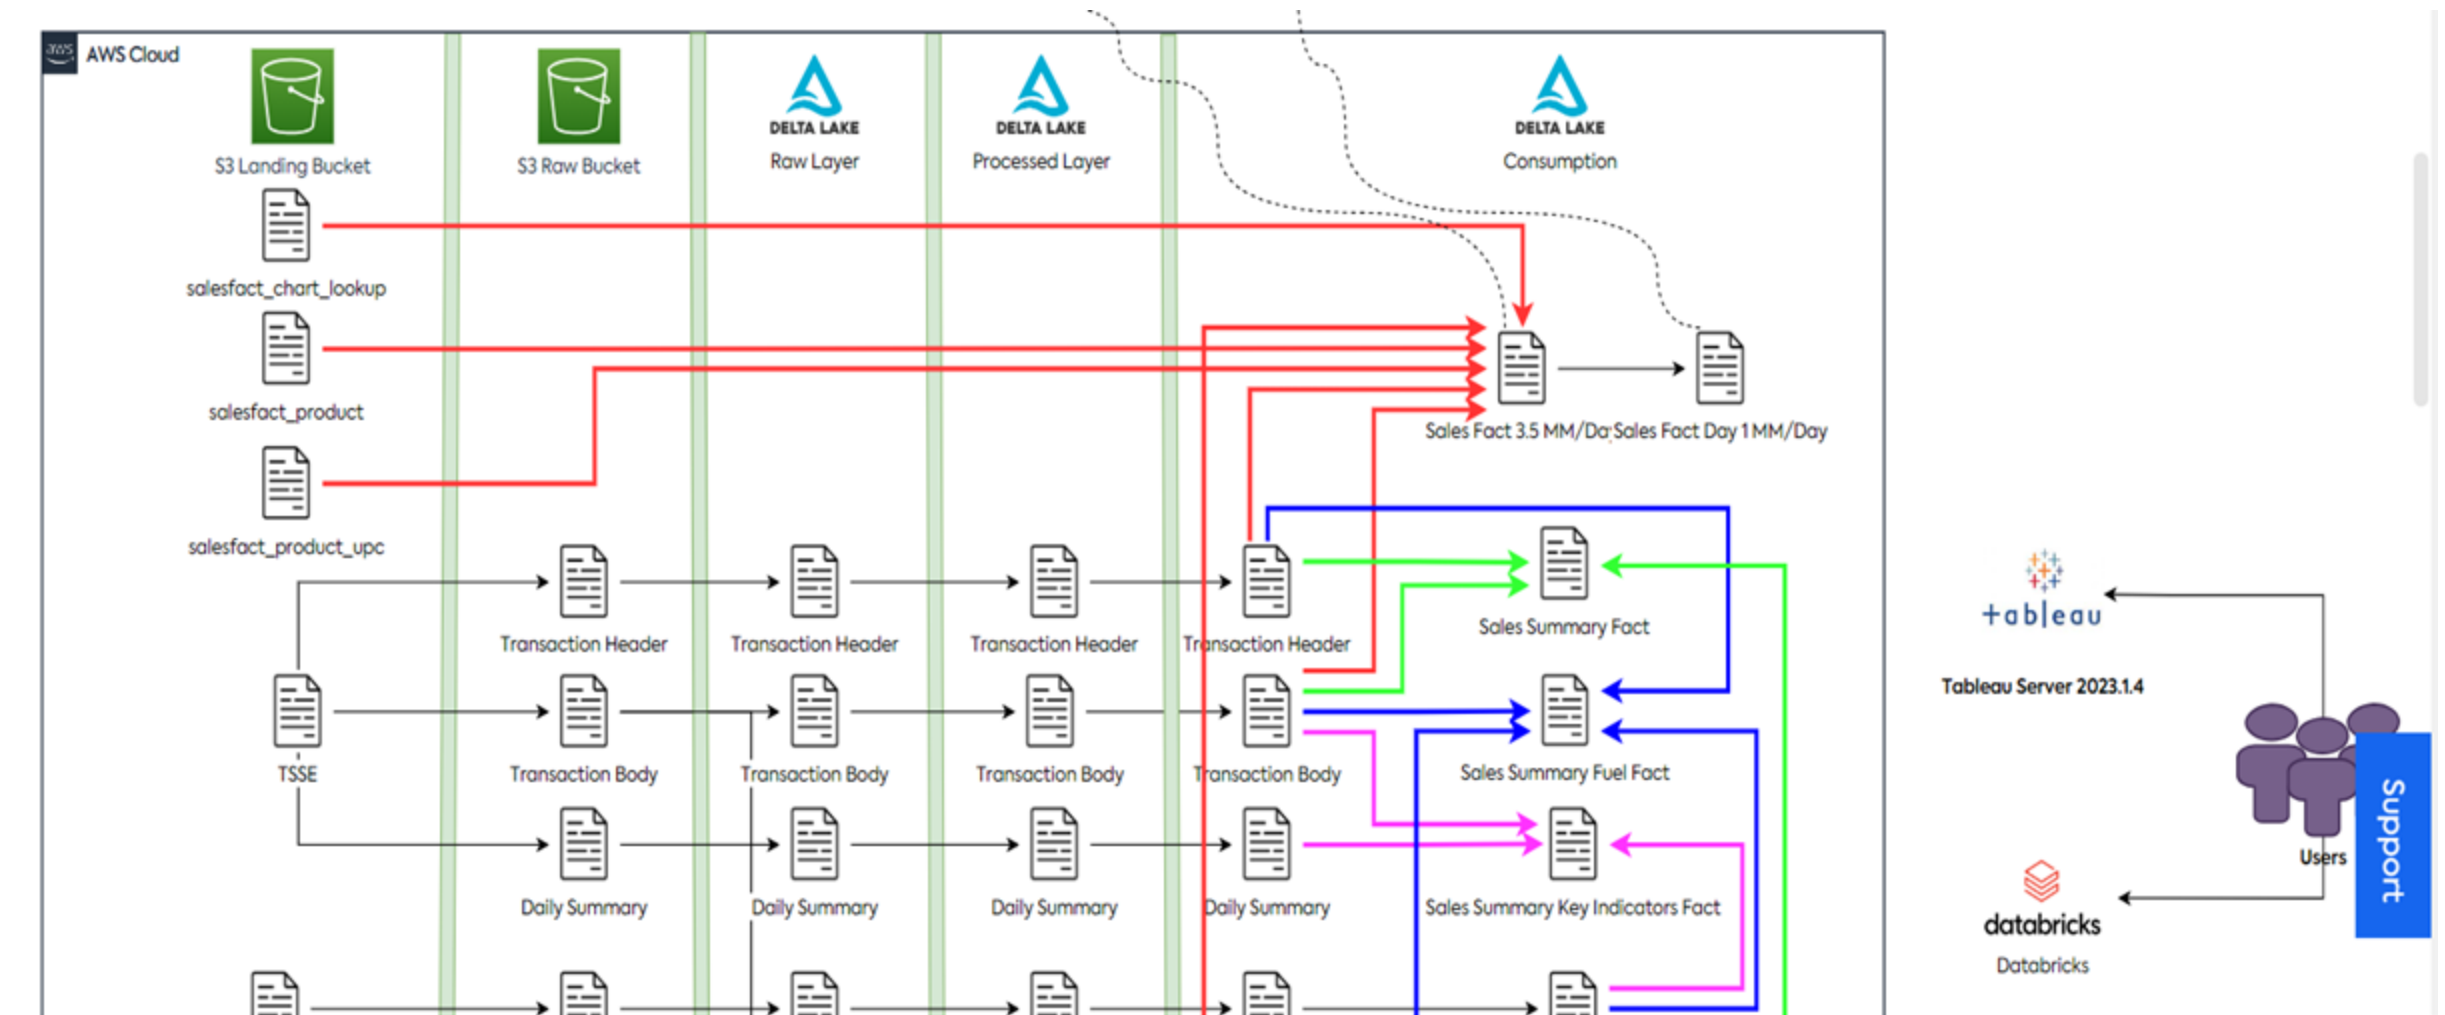 aws
AWS Cloud
DELTA LAKE
DELTA LAKE
DELTA LAKE
S3 Landing Bucket
S3 Raw Bucket
Raw Layer
Processed Layer
Consumption
salesfact_chart_lookup
salesfact_product
Sales Fact 3.5 MM/Da
Sales Fact Day 1 MM/Day
salesfact_product_upc
Transaction Header
Transaction Header
Transaction Header
Transaction Header
Sales Summary Fact
+ableau
Tableau Server 2023.1.4
TSSE
Transaction Body
Transaction Body
Transaction Body
Transaction Body
Sales Summary Fuel Fact
Support
Users
Daily Summary
Daily Summary
Daily Summary
Daily Summary
Sales Summary Key Indicators Fact
databricks
Databricks